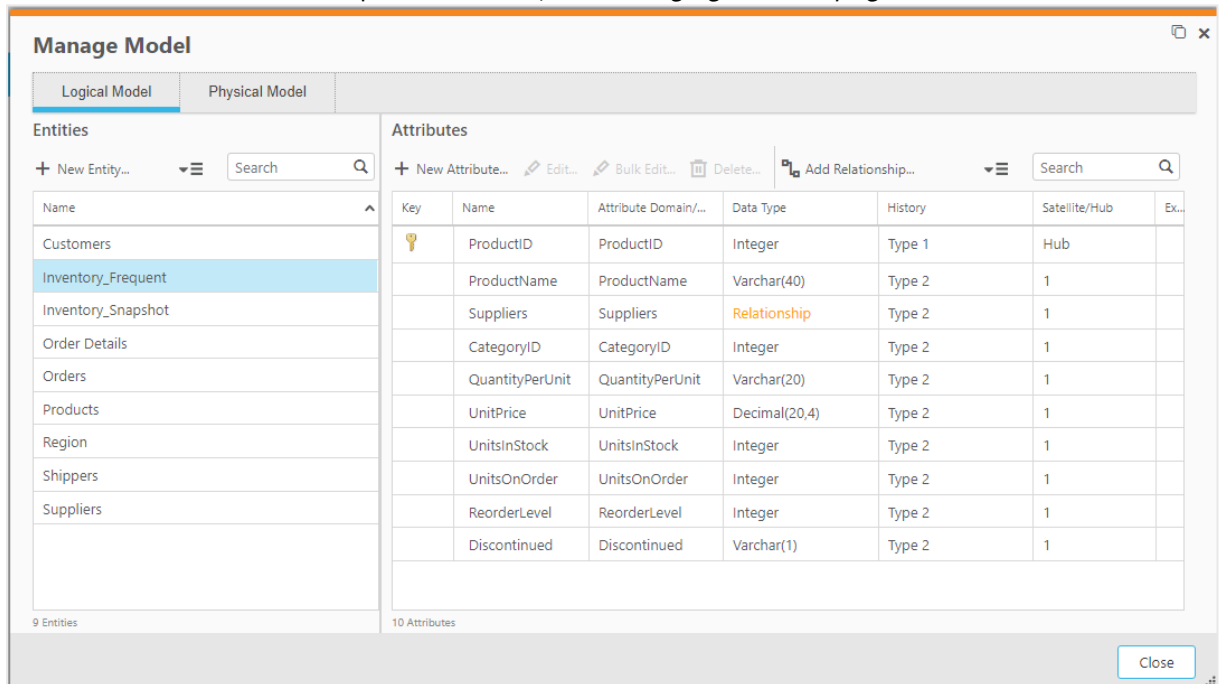 Manage Model
Logical Model Physical Model
Entities
+ New Entity... Search
Name
Customers
Inventory_Frequent
Inventory_Snapshot
Order Details
Orders
Products
Region
Shippers
Suppliers
9 Entities
Attributes
+ New Attribute... Edit... Bulk Edit... Delete... Add Relationship... Search
Key Name Attribute Domain/... Data Type History Satellite/Hub Ex...
ProductID ProductID Integer Type 1 Hub
ProductName ProductName Varchar(40) Type 2 1
Suppliers Suppliers Relationship Type 2 1
CategoryID CategoryID Integer Type 2 1
QuantityPerUnit QuantityPerUnit Varchar(20) Type 2 1
UnitPrice UnitPrice Decimal(20,4) Type 2 1
UnitsInStock UnitsInStock Integer Type 2 1
UnitsOnOrder UnitsOnOrder Integer Type 2 1
ReorderLevel ReorderLevel Integer Type 2 1
Discontinued Discontinued Varchar(1) Type 2 1
10 Attributes
Close